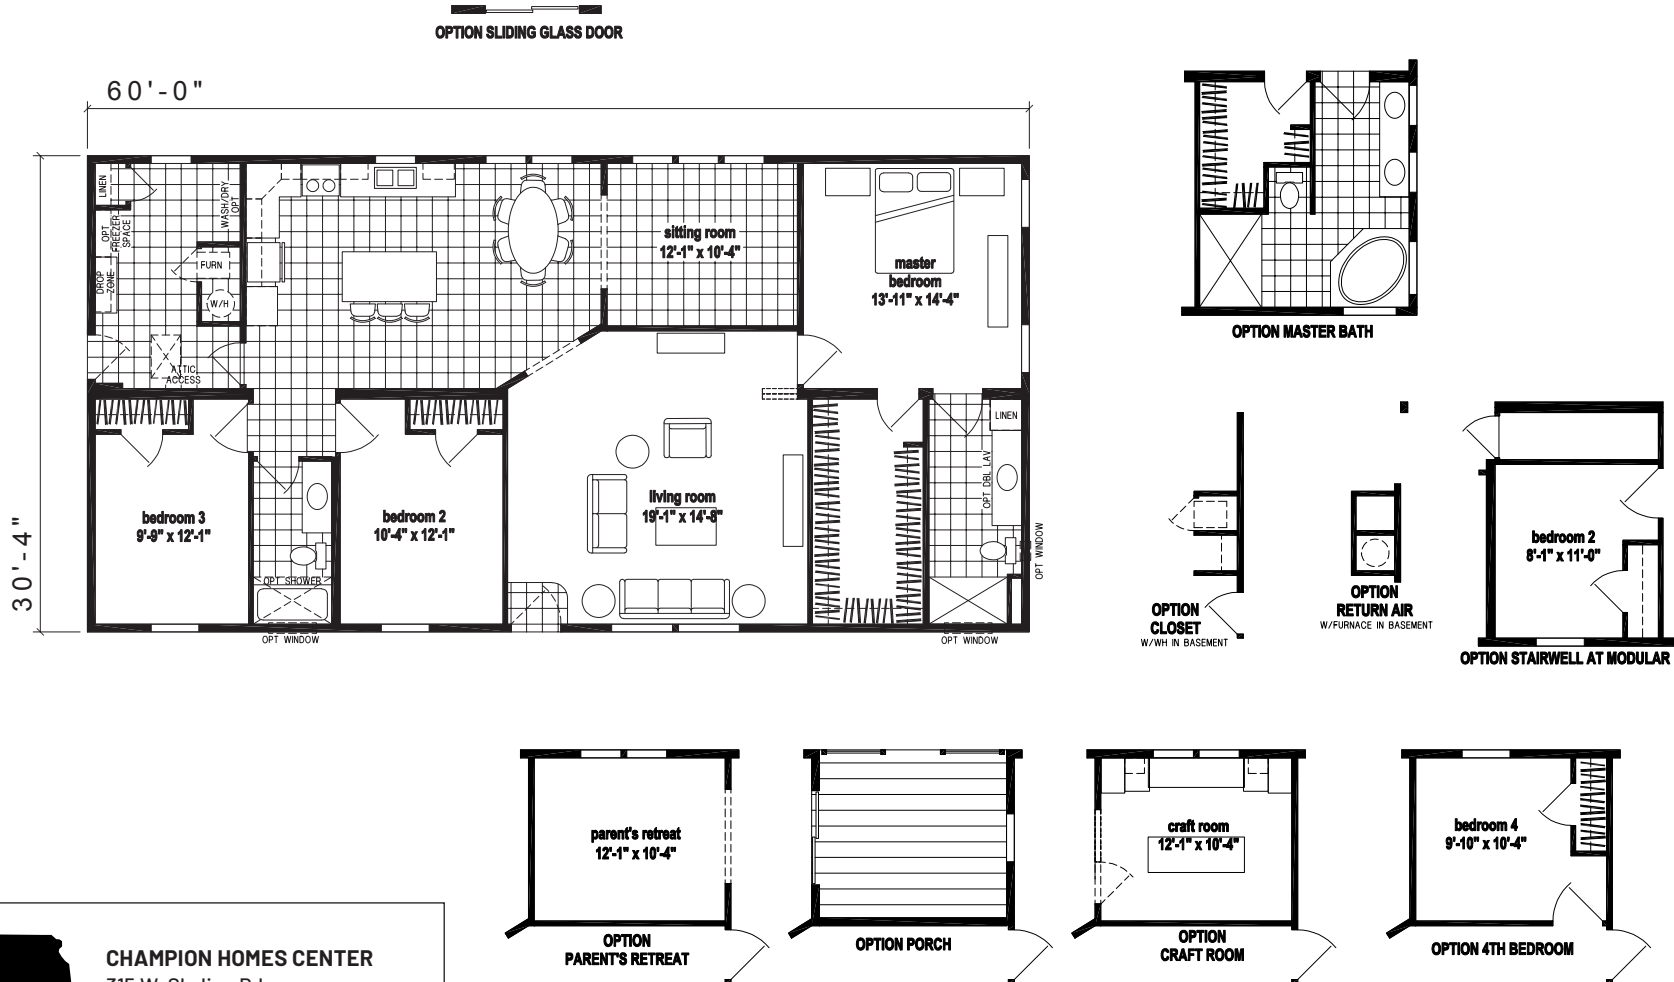 OPTION SLIDING GLASS DOOR
60'-0"
30'-4"
LINEN
OPT
FREEZER
SPACE
DROP
ZONE
WASH/DRY
OPT
FURN
W/H
ATTIC
ACCESS
sitting room
12'-1" x 10'-4"
master
bedroom
13'-11" x 14'-4"
bedroom 3
9'-9" x 12'-1"
OPT SHOWER
OPT WINDOW
bedroom 2
10'-4" x 12'-1"
living room
19'-1" x 14'-8"
LINEN
OPT DBL LAV
OPT WINDOW
OPT WINDOW
OPTION MASTER BATH
OPTION
CLOSET
W/WH IN BASEMENT
OPTION
RETURN AIR
W/FURNACE IN BASEMENT
bedroom 2
8'-1" x 11'-0"
OPTION STAIRWELL AT MODULAR
parent's retreat
12'-1" x 10'-4"
OPTION
PARENT'S RETREAT
OPTION PORCH
craft room
12'-1" x 10'-4"
OPTION
CRAFT ROOM
bedroom 4
9'-10" x 10'-4"
OPTION 4TH BEDROOM
CHAMPION HOMES CENTER
315 W.